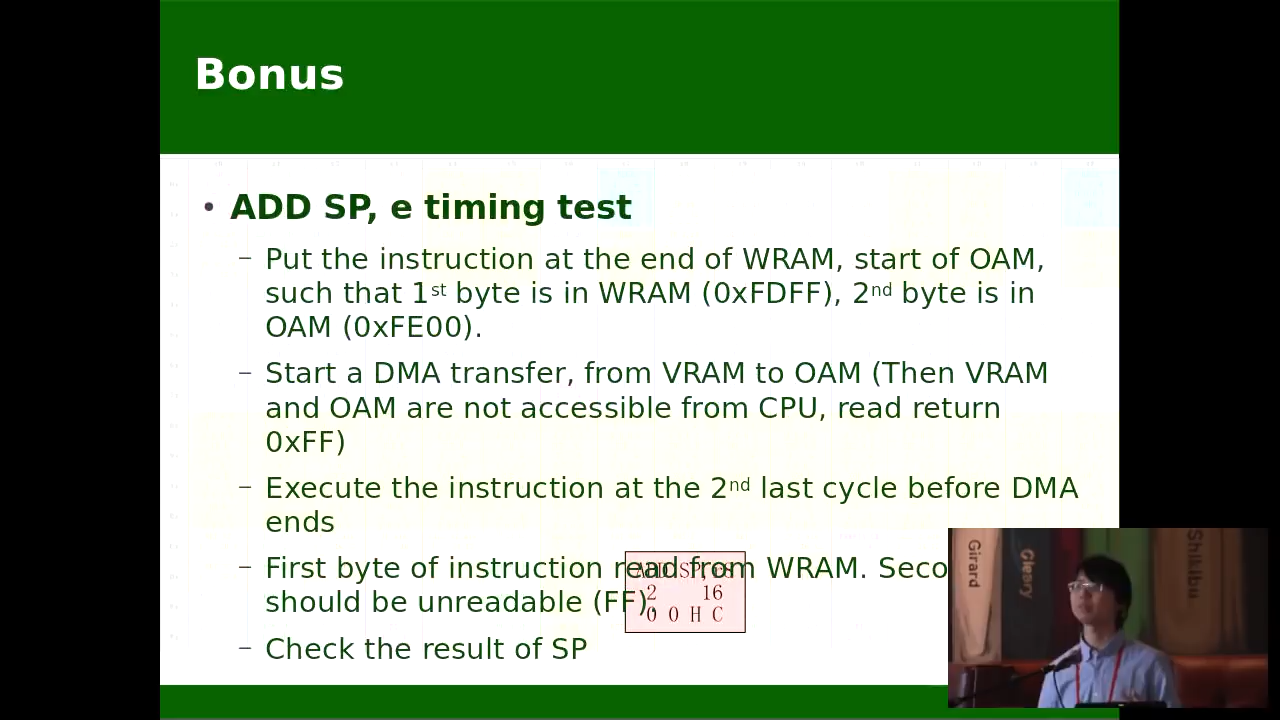 Bonus
• ADD SP, e timing test
– Put the instruction at the end of WRAM, start of OAM,
such that 1st byte is in WRAM (0xFDFF), 2nd byte is in
OAM (0xFE00).
– Start a DMA transfer, from VRAM to OAM (Then VRAM
and OAM are not accessible from CPU, read return
0xFF)
– Execute the instruction at the 2nd last cycle before DMA
ends
– First byte of instruction read from WRAM.
should be unreadable (FF).
2 16
0 0 H C
– Check the result of SP
Girard
Cleary
Shikibu